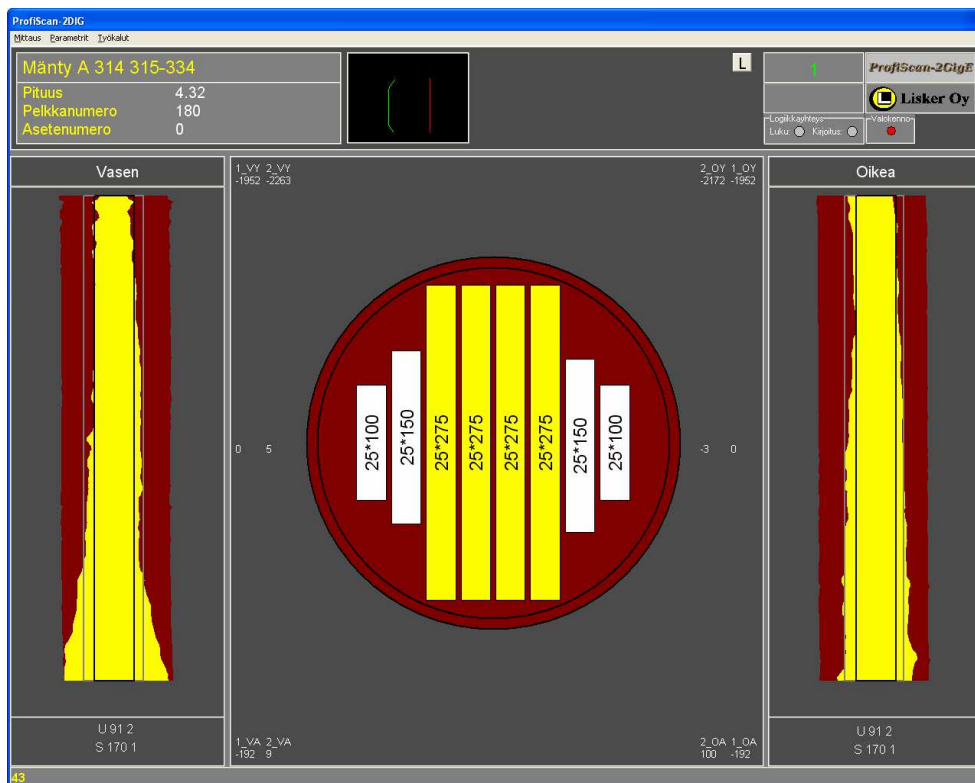 ProfiScan-2DIG
Mittaus Parametrit Työkalut
Mänty A 314 315-334
Pituus 4.32
Pelkkanumero 180
Asetenumero 0
L
1
ProfiScan-2GigE
L Lisker Oy
Logiikkayhteys
Luku: Kirjoitus:
Valokenno
Vasen
U 91 2
S 170 1
1_VY 2_VY
-1952 -2263
2_OY 1_OY
-2172 -1952
0 5
25*100
25*150
25*275
25*275
25*275
25*275
25*150
25*100
-3 0
1_VA 2_VA
-192 9
2_OA 1_OA
100 -192
Oikea
U 91 2
S 170 1
43